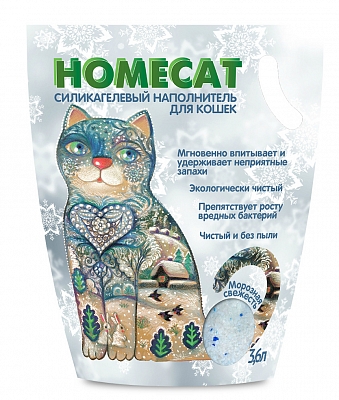 HOMECAT
СИЛИКАГЕЛЕВЫЙ НАПОЛНИТЕЛЬ
ДЛЯ КОШЕК
Мгновенно впитывает и
удерживает неприятные
запахи
Экологически чистый
Препятствует росту
вредных бактерий
Чистый и без пыли
Морозная
свежесть
3,6л